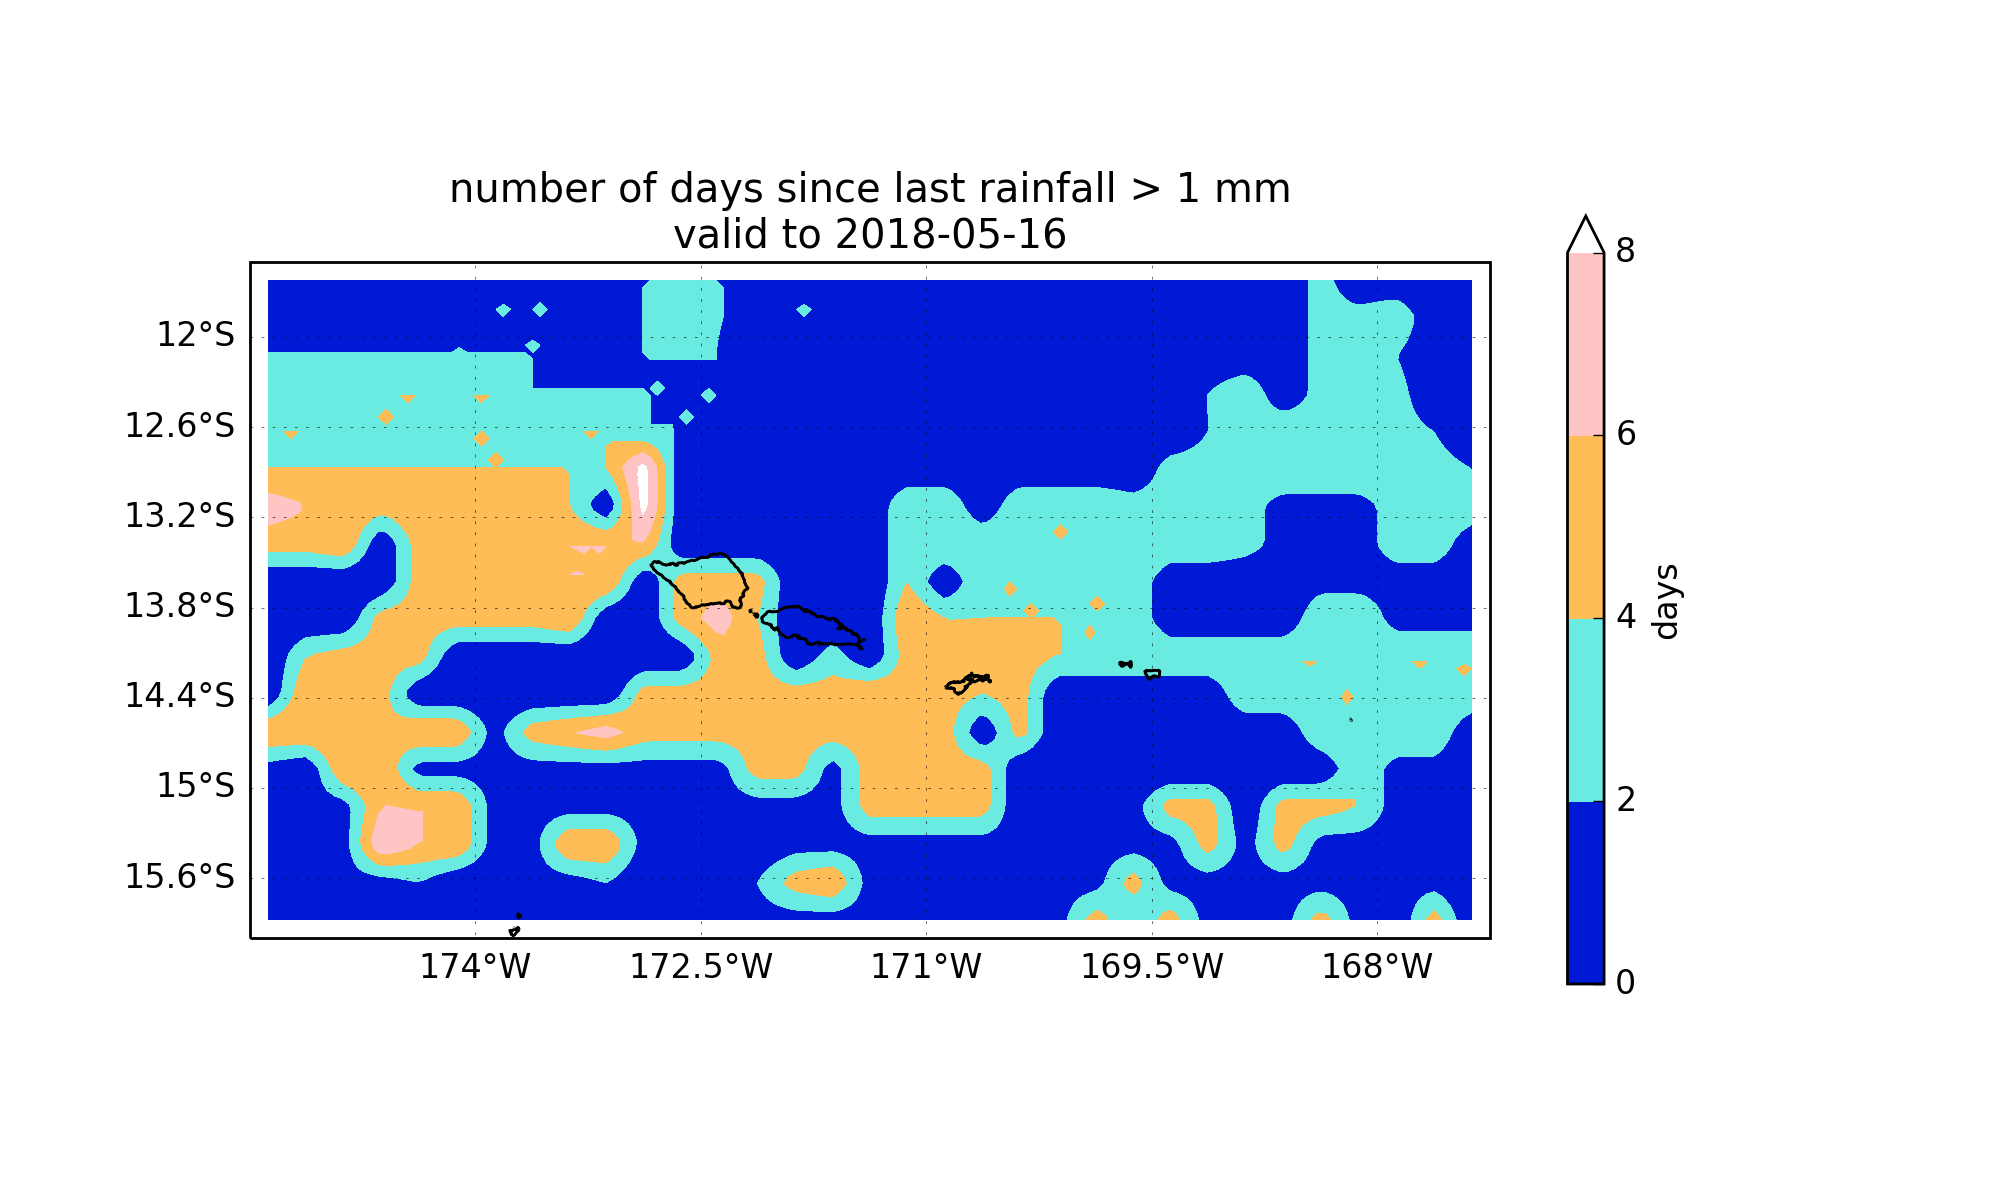 number of days since last rainfall > 1 mm
valid to 2018-05-16
12°S
12.6°S
13.2°S
13.8°S
14.4°S
15°S
15.6°S
174°W
172.5°W
171°W
169.5°W
168°W
8
6
4
2
0
days